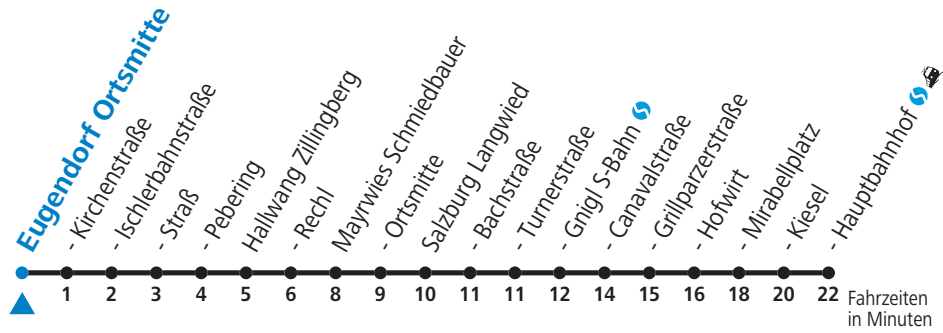 Eugendorf Ortsmitte
- Kirchenstraße
- Ischlerbahnstraße
- Straß
- Pebering
Hallwang Zillingberg
- Rechl
Mayrwies Schmiedbauer
- Ortsmitte
Salzburg Langwied
- Bachstraße
- Turnerstraße
- Gnigl S-Bahn
- Canavalstraße
- Grillparzerstraße
- Hofwirt
- Mirabellplatz
- Kiesel
- Hauptbahnhof
1 2 3 4 5 6 8 9 10 11 11 12 14 15 16 18 20 22
Fahrzeiten
in Minuten